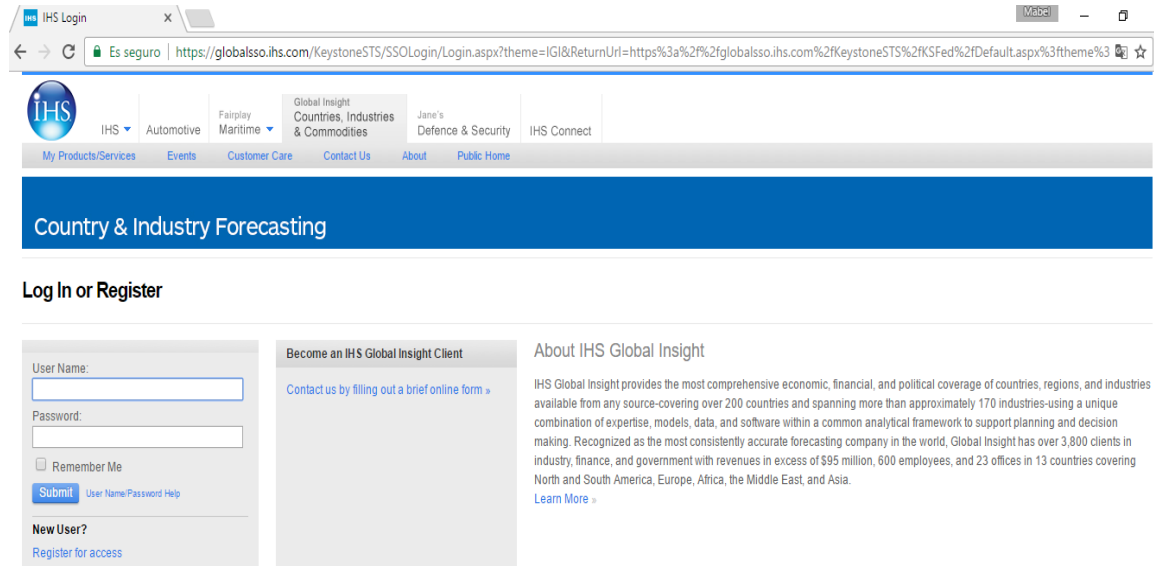 IHS IHS Login
Mabel
Es seguro | https://globalsso.ihs.com/KeystoneSTS/SSOLogin/Login.aspx?theme=IGI&ReturnUrl=https%3a%2f%2fglobalsso.ihs.com%2fKeystoneSTS%2fKSFed%2fDefault.aspx%3ftheme%3
IHS
IHS
Automotive
Fairplay
Maritime
Global Insight
Countries, Industries
& Commodities
Jane's
Defence & Security
IHS Connect
My Products/Services Events Customer Care Contact Us About Public Home
Country & Industry Forecasting
Log In or Register
User Name:
Password:
Remember Me
Submit User Name/Password Help
New User?
Register for access
Become an IHS Global Insight Client
Contact us by filling out a brief online form »
About IHS Global Insight
IHS Global Insight provides the most comprehensive economic, financial, and political coverage of countries, regions, and industries
available from any source-covering over 200 countries and spanning more than approximately 170 industries-using a unique
combination of expertise, models, data, and software within a common analytical framework to support planning and decision
making. Recognized as the most consistently accurate forecasting company in the world, Global Insight has over 3,800 clients in
industry, finance, and government with revenues in excess of $95 million, 600 employees, and 23 offices in 13 countries covering
North and South America, Europe, Africa, the Middle East, and Asia.
Learn More »